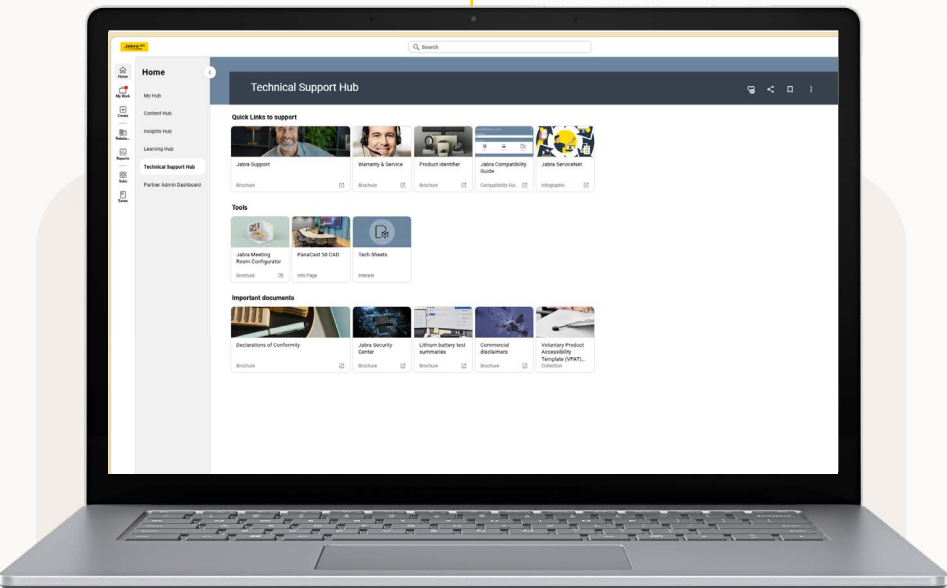 Jabra
Search
Home
Home
My Hub
My Work
Content Hub
Create
Insights Hub
Learning Hub
Reports
Technical Support Hub
Partner Admin Dashboard
Technical Support Hub
Quick Links to support
Jabra Support
Brochure
Warranty & Service
Brochure
Product Identifier
Brochure
Jabra Compatibility
Guide
Compatibility Gu...
Jabra ServiceNet
Infographic
Tools
Jabra Meeting
Room Configurator
Brochure
PanaCast 50 CAD
Info Page
Tech Sheets
Interest
Important documents
Declarations of Conformity
Brochure
Jabra Security
Center
Brochure
Lithium battery test
summaries
Brochure
Commercial
disclaimers
Brochure
Voluntary Product
Accessibility
Template (VPAT)...
Collection